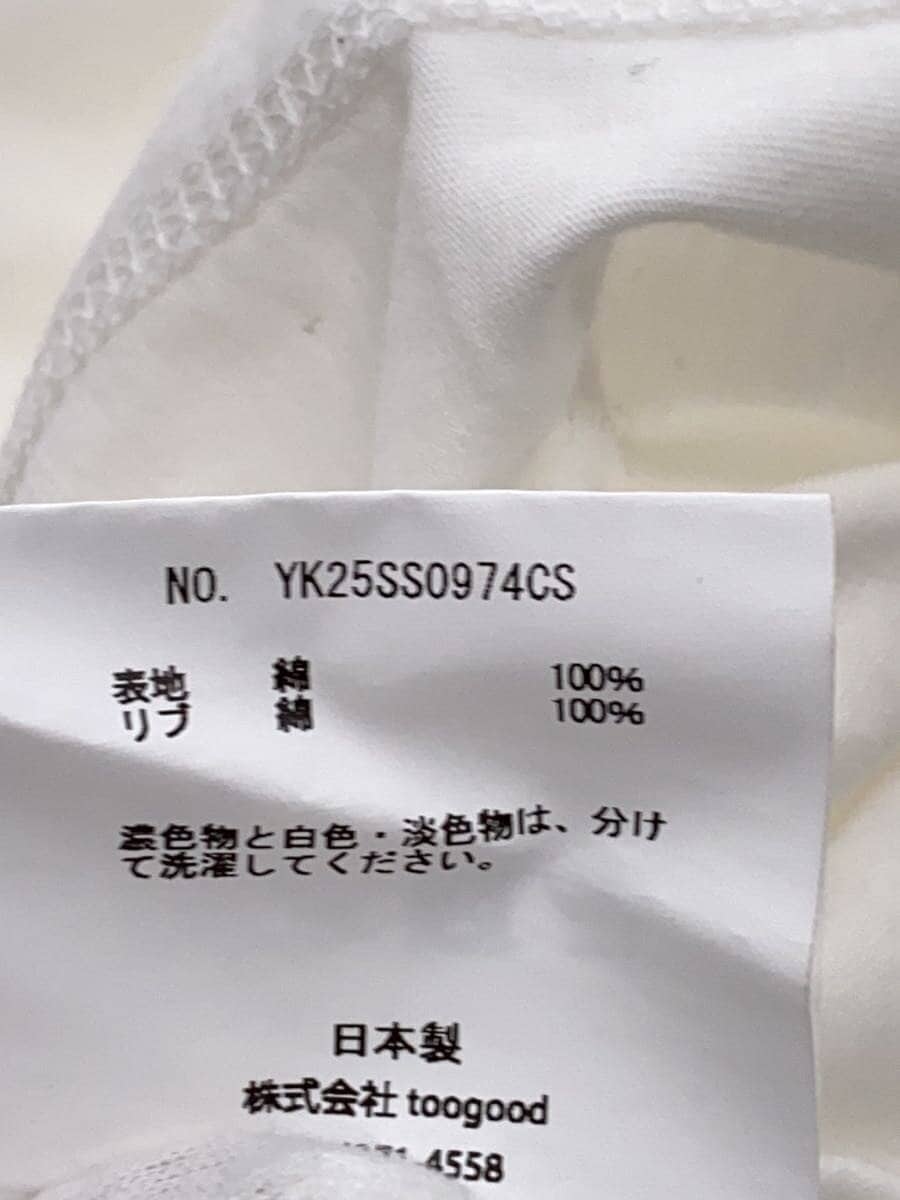 NO. YK25SS0974CS
表地 綿 100%
リブ 綿 100%
濃色物と白色・淡色物は、分け
て洗濯してください。
日本製
株式会社 toogood
4558